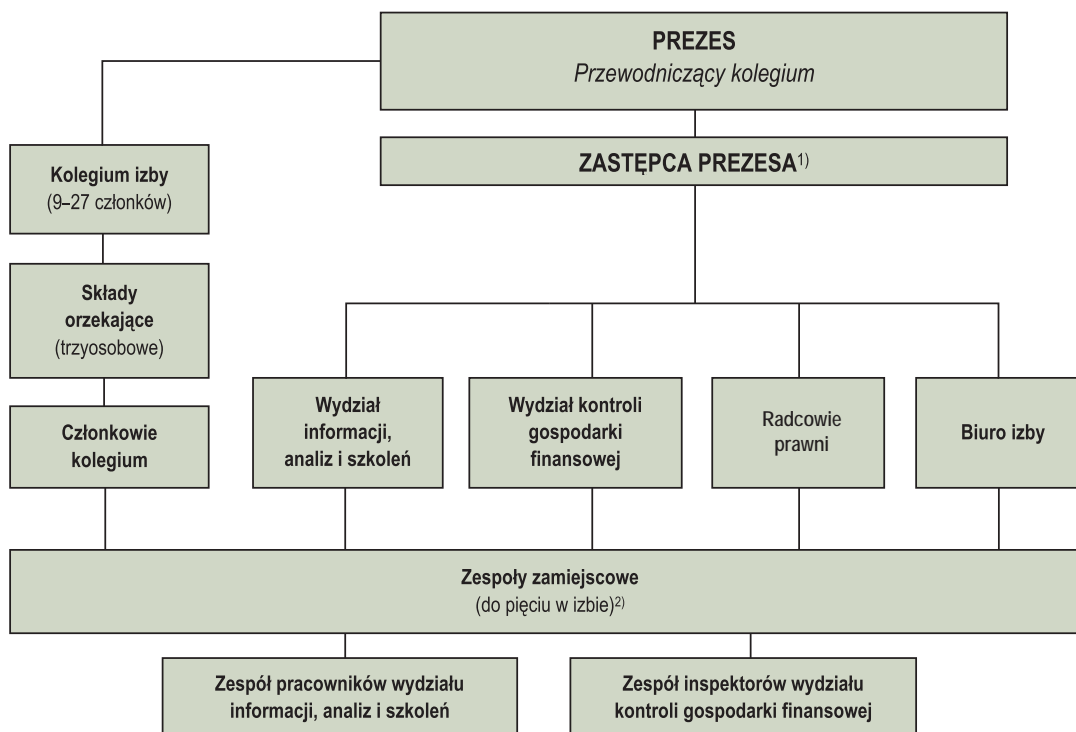 PREZES
Przewodniczący kolegium
ZASTĘPCA PREZESA1)
Kolegium izby
(9–27 członków)
Składy
orzekające
(trzyosobowe)
Członkowie
kolegium
Wydział
informacji,
analiz i szkoleń
Wydział kontroli
gospodarki
finansowej
Radcowie
prawni
Biuro izby
Zespoły zamiejscowe
(do pięciu w izbie)2)
Zespół pracowników wydziału
informacji, analiz i szkoleń
Zespół inspektorów wydziału
kontroli gospodarki finansowej